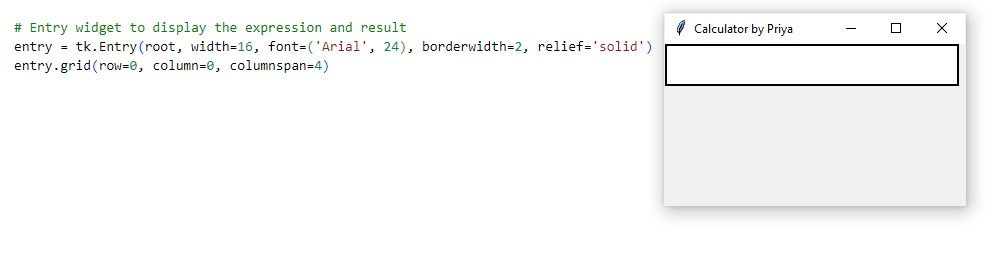 # Entry widget to display the expression and result
entry = tk.Entry(root, width=16, font=('Arial', 24), borderwidth=2, relief='solid')
entry.grid(row=0, column=0, columnspan=4)
Calculator by Priya